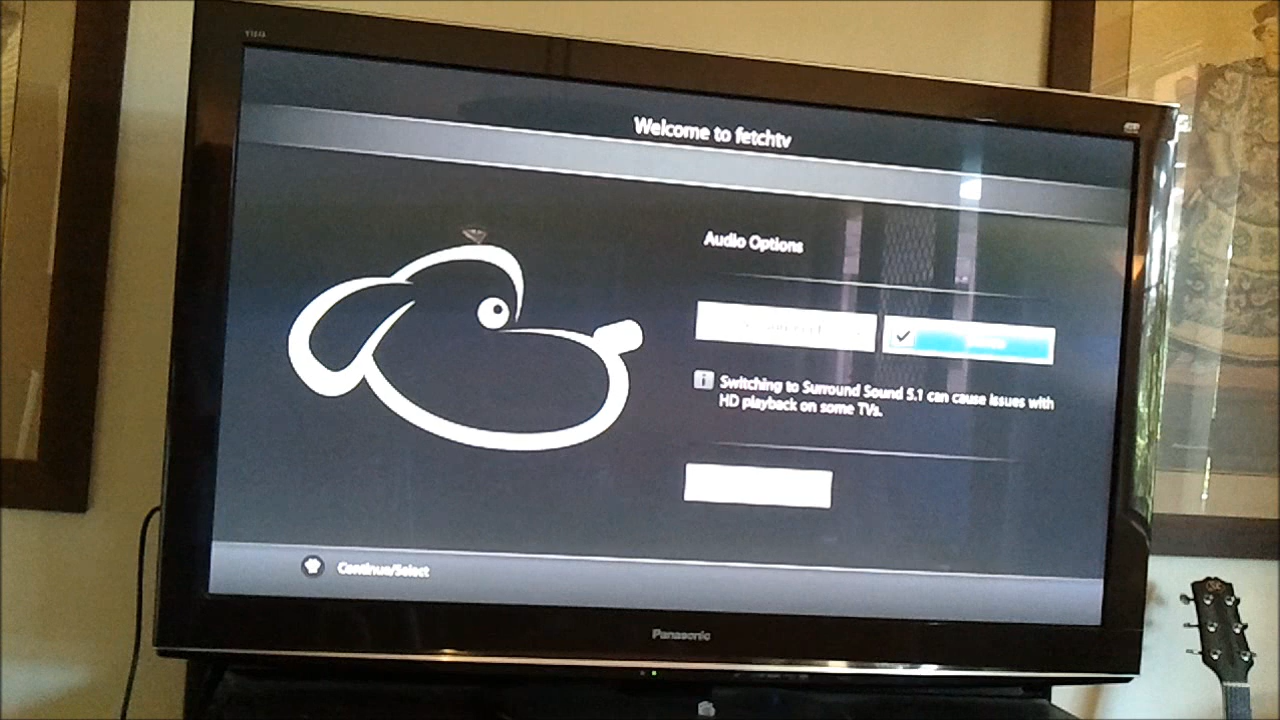 Welcome to fetchtv
Audio Options
Switching to Surround Sound 5.1 can cause issues with
HD playback on some TVs.
Continue/Select
Panasonic